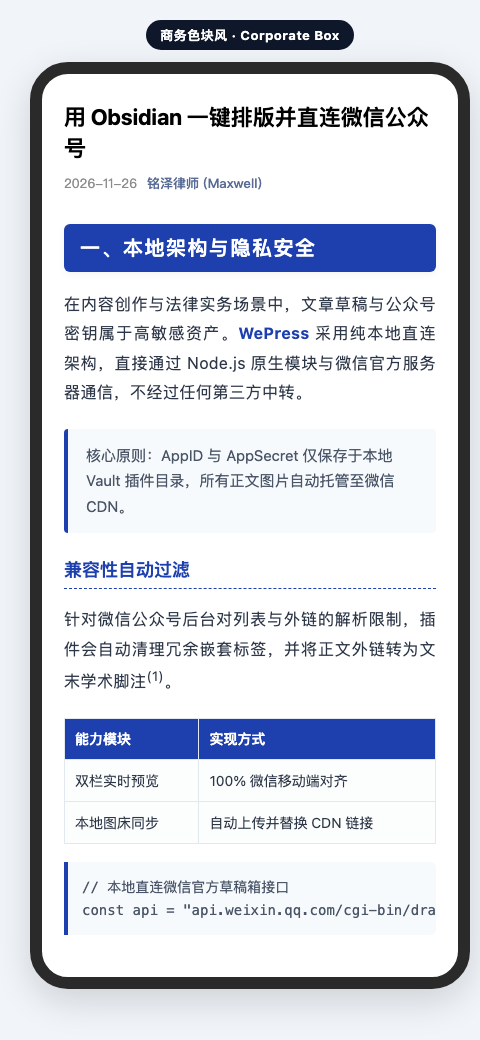 商务色块风 · Corporate Box
用 Obsidian 一键排版并直连微信公众
号
2026–11–26 铭泽律师 (Maxwell)
一、本地架构与隐私安全
在内容创作与法律实务场景中，文章草稿与公众号
密钥属于高敏感资产。WePress 采用纯本地直连
架构，直接通过 Node.js 原生模块与微信官方服务
器通信，不经过任何第三方中转。
核心原则：AppID 与 AppSecret 仅保存于本地
Vault 插件目录，所有正文图片自动托管至微信
CDN。
兼容性自动过滤
针对微信公众号后台对列表与外链的解析限制，插
件会自动清理冗余嵌套标签，并将正文外链转为文
末学术脚注(1)。
能力模块 实现方式
双栏实时预览 100% 微信移动端对齐
本地图床同步 自动上传并替换 CDN 链接
// 本地直连微信官方草稿箱接口
const api = "api.weixin.qq.com/cgi-bin/dra